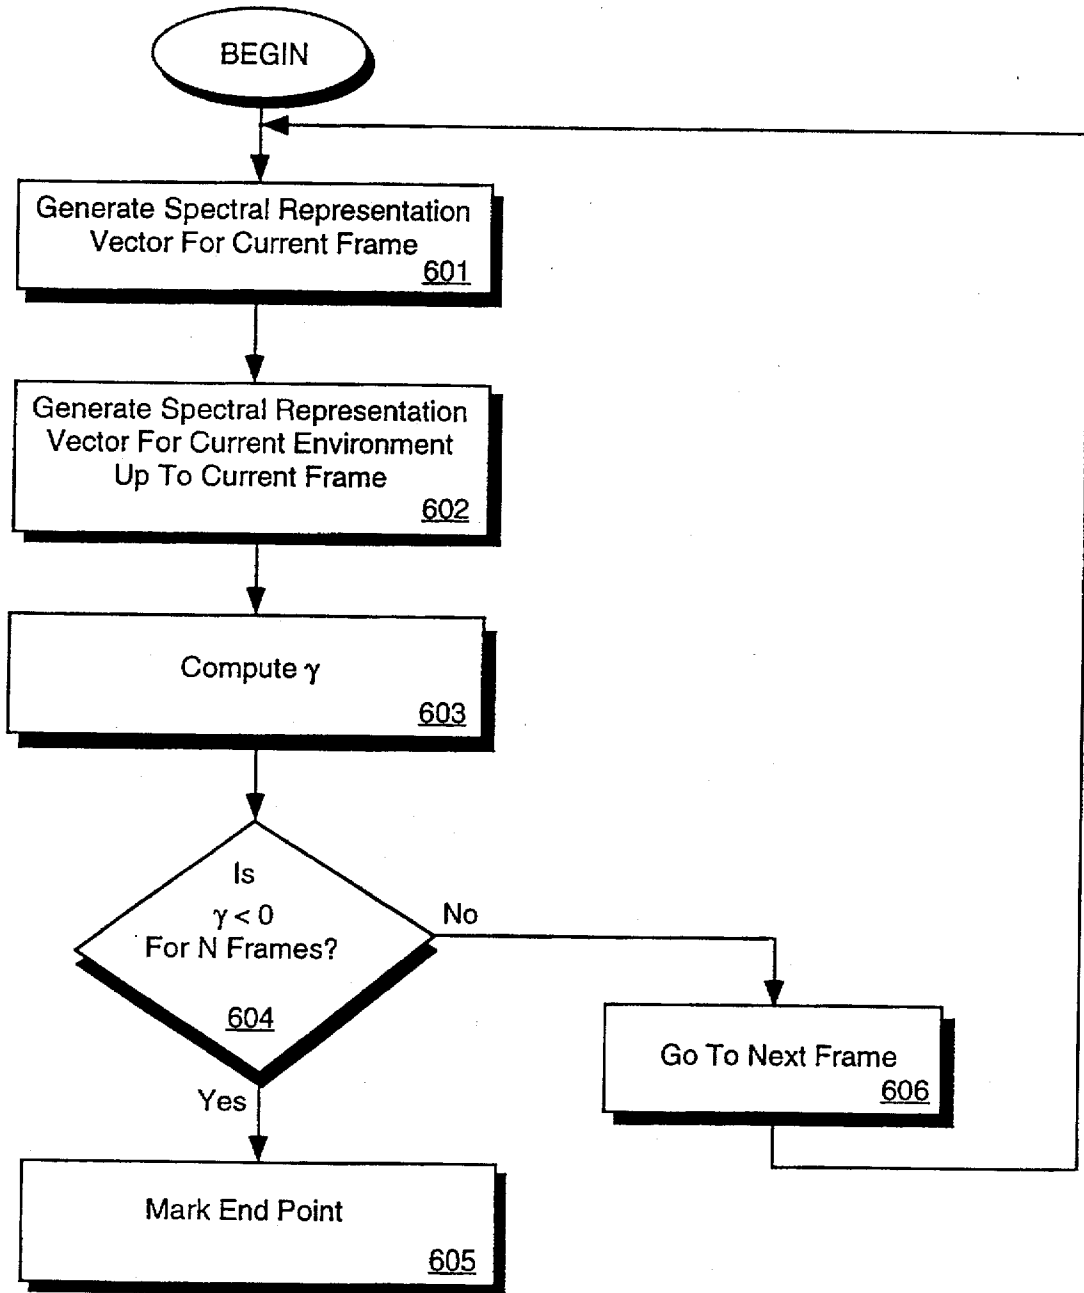 BEGIN
Generate Spectral Representation
Vector For Current Frame
601
Generate Spectral Representation
Vector For Current Environment
Up To Current Frame
602
Compute γ
603
Is
γ < 0
For N Frames?
604
No
Yes
Go To Next Frame
606
Mark End Point
605